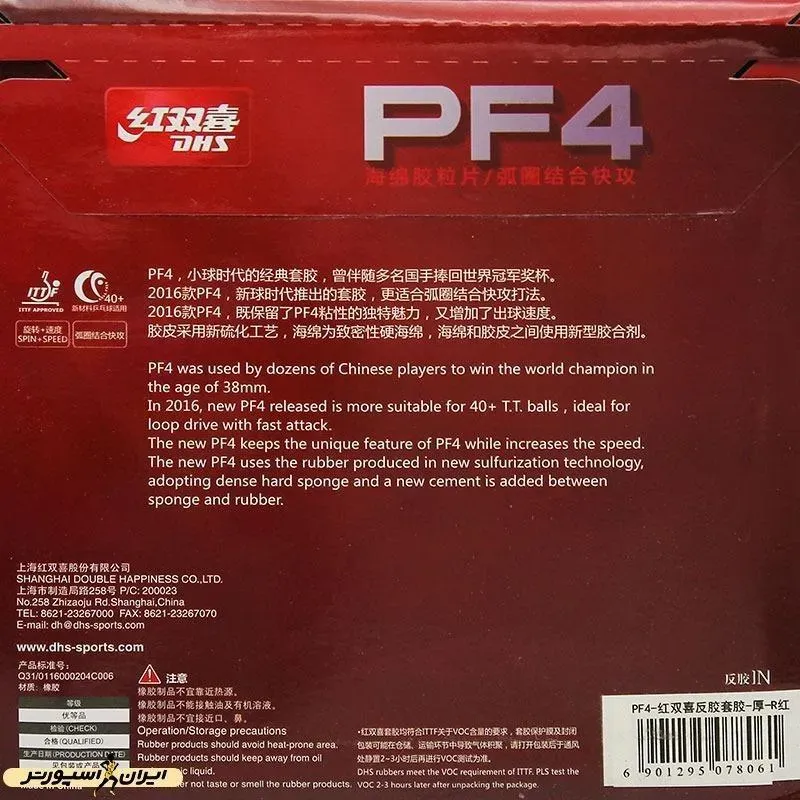 红双喜
DHS
PF4
海绵胶粒片/弧圈结合快攻
ITTF
ITTF APPROVED
40+
新材料乒乓球适用
旋转+速度
SPIN+SPEED
弧圈结合快攻
PF4，小球时代的经典套胶，曾伴随多名国手捧回世界冠军奖杯。
2016款PF4，新球时代推出的套胶，更适合弧圈结合快攻打法。
2016款PF4，既保留了PF4粘性的独特魅力，又增加了出球速度。
胶皮采用新硫化工艺，海绵为致密性硬海绵，海绵和胶皮之间使用新型胶合剂。
PF4 was used by dozens of Chinese players to win the world champion in
the age of 38mm.
In 2016, new PF4 released is more suitable for 40+ T.T. balls , ideal for
loop drive with fast attack.
The new PF4 keeps the unique feature of PF4 while increases the speed.
The new PF4 uses the rubber produced in new sulfurization technology,
adopting dense hard sponge and a new cement is added between
sponge and rubber.
上海红双喜股份有限公司
SHANGHAI DOUBLE HAPPINESS CO.,LTD.
上海市制造局路258号 P/C: 200023
No.258 Zhizaoju Rd.Shanghai,China
TEL: 8621-23267000 FAX: 8621-23267070
E-mail: dh@dhs-sports.com
www.dhs-sports.com
产品标准号:
Q31/0116000204C006
材质: 橡胶
等级
优等品
检验 (CHECK)
合格 (QUALIFIED)
生产日期 (PRODUCTION DATE)
见包装或产品
注意
橡胶制品不宜靠近热源。
橡胶制品不能接触油及有机溶液。
橡胶制品不宜接近口、鼻。
Operation/Storage precautions
Rubber products should avoid heat-prone area.
Rubber products should keep away from oil
organic liquid.
not taste or smell the rubber products.
•红双喜套胶均符合ITTF关于VOC含量的要求，套胶保护膜及封闭
包装可能在仓储、运输环节中导致气体积聚，请打开包装后于通风
处静置2~3小时后再进行VOC测试为准。
DHS rubbers meet the VOC requirement of ITTF. PLS test the
VOC 2-3 hours later after unpacking the product.
反胶IN
PF4-红双喜反胶套胶-厚-R红
6 901295 078061
ایران اسپورتر